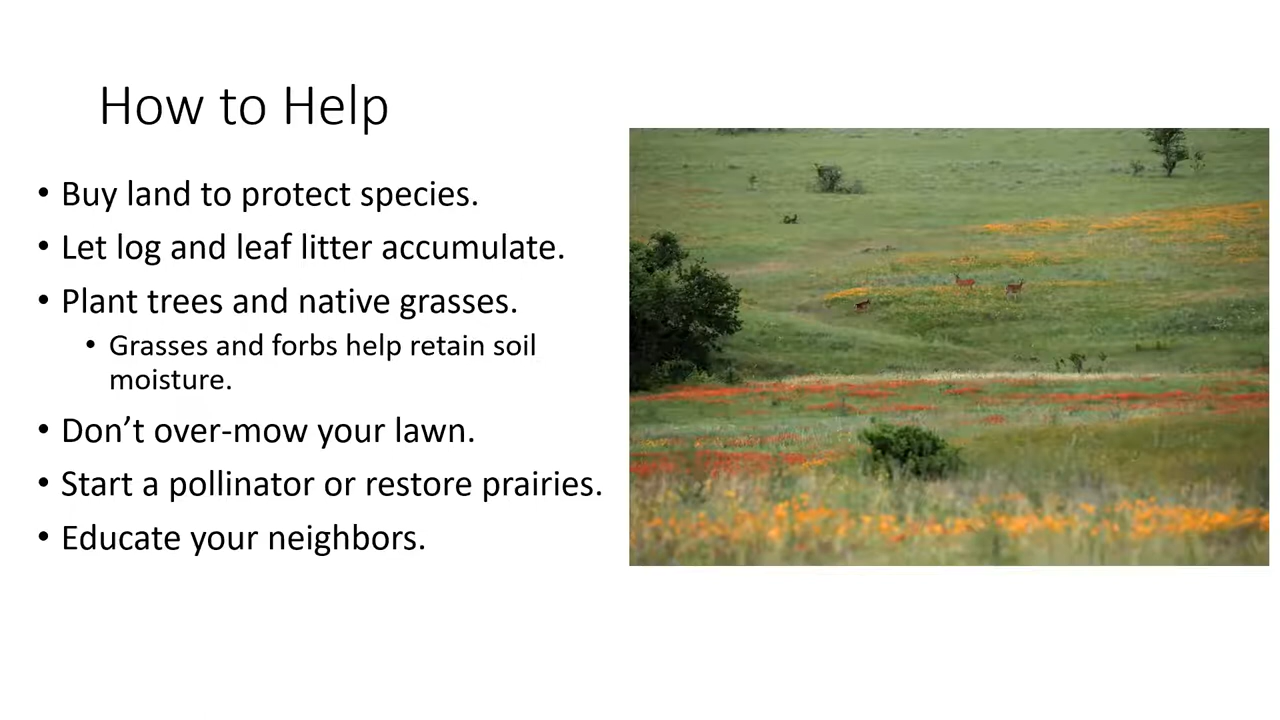 How to Help
• Buy land to protect species.
• Let log and leaf litter accumulate.
• Plant trees and native grasses.
• Grasses and forbs help retain soil
moisture.
• Don’t over-mow your lawn.
• Start a pollinator or restore prairies.
• Educate your neighbors.